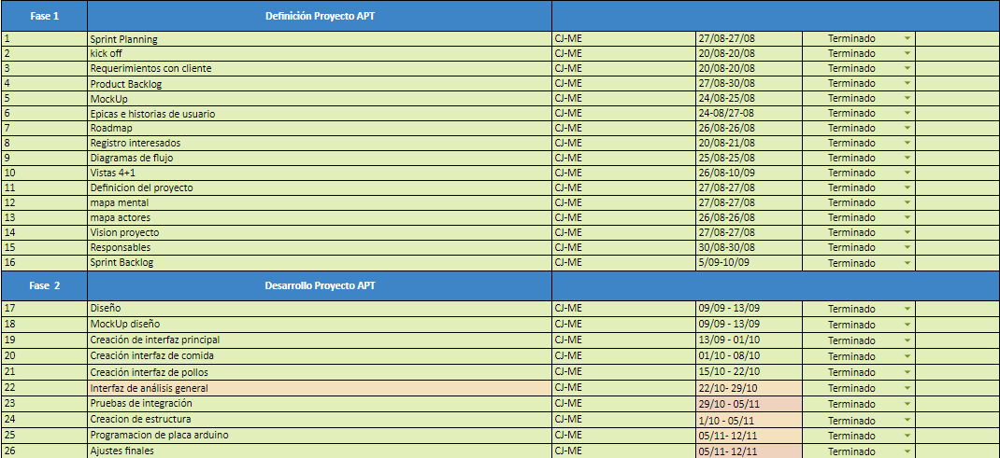 Fase 1 Definición Proyecto APT
1 Sprint Planning CJ-ME 27/08-27/08 Terminado
2 kick off CJ-ME 20/08-20/08 Terminado
3 Requerimientos con cliente CJ-ME 20/08-20/08 Terminado
4 Product Backlog CJ-ME 27/08-30/08 Terminado
5 MockUp CJ-ME 24/08-25/08 Terminado
6 Epicas e historias de usuario CJ-ME 24-08/27-08 Terminado
7 Roadmap CJ-ME 26/08-26/08 Terminado
8 Registro interesados CJ-ME 20/08-21/08 Terminado
9 Diagramas de flujo CJ-ME 25/08-25/08 Terminado
10 Vistas 4+1 CJ-ME 26/08-10/09 Terminado
11 Definicion del proyecto CJ-ME 27/08-27/08 Terminado
12 mapa mental CJ-ME 27/08-27/08 Terminado
13 mapa actores CJ-ME 26/08-26/08 Terminado
14 Vision proyecto CJ-ME 27/08-27/08 Terminado
15 Responsables CJ-ME 30/08-30/08 Terminado
16 Sprint Backlog CJ-ME 5/09-10/09 Terminado
Fase 2 Desarrollo Proyecto APT
17 Diseño CJ-ME 09/09 - 13/09 Terminado
18 MockUp diseño CJ-ME 09/09 - 13/09 Terminado
19 Creación de interfaz principal CJ-ME 13/09 - 01/10 Terminado
20 Creación interfaz de comida CJ-ME 01/10 - 08/10 Terminado
21 Creación interfaz de pollos CJ-ME 15/10 - 22/10 Terminado
22 Interfaz de análisis general CJ-ME 22/10- 29/10 Terminado
23 Pruebas de integración CJ-ME 29/10 - 05/11 Terminado
24 Creacion de estructura CJ-ME 1/10 - 05/11 Terminado
25 Programacion de placa arduino CJ-ME 05/11- 12/11 Terminado
26 Ajustes finales CJ-ME 05/11- 12/11 Terminado